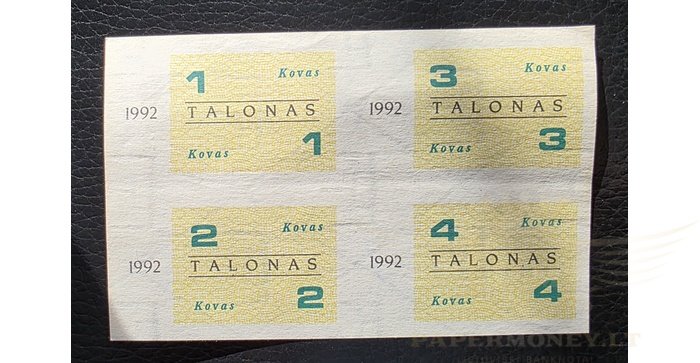 1 Kovas
1992 TALONAS
Kovas 1
3 Kovas
1992 TALONAS
Kovas 3
2 Kovas
1992 TALONAS
Kovas 2
4 Kovas
1992 TALONAS
Kovas 4
PAPERMONEY.LT